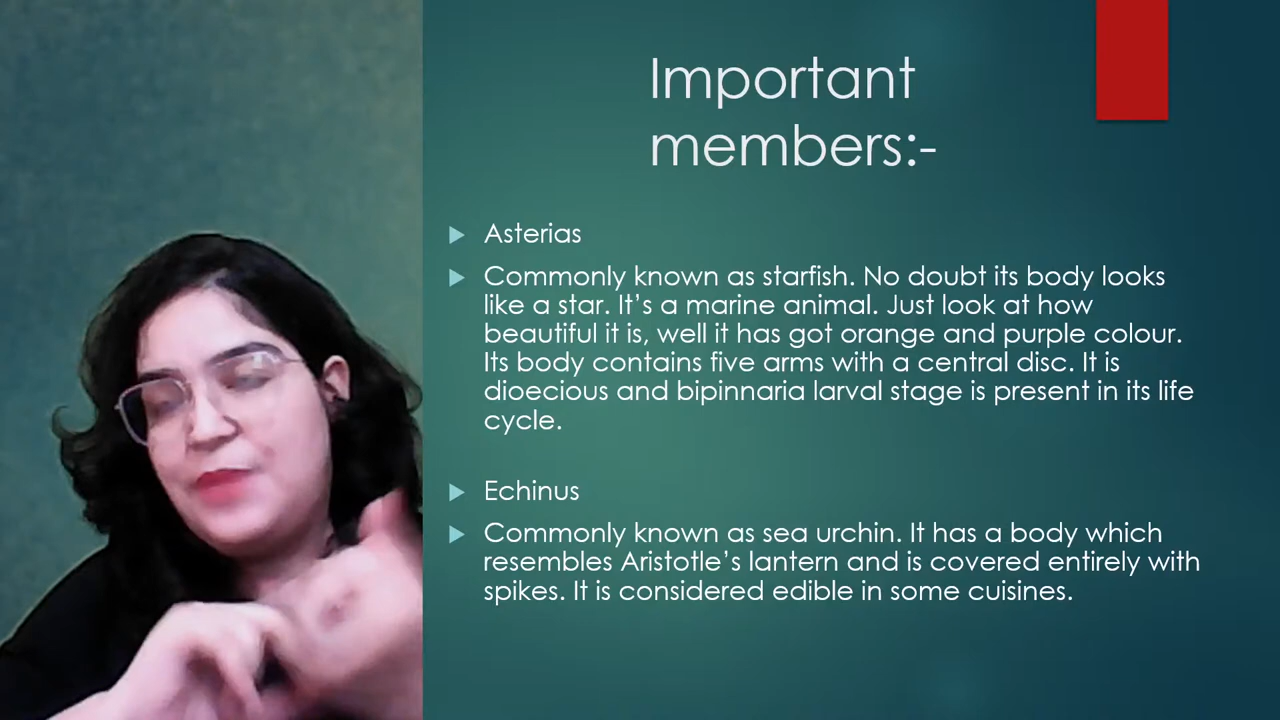 Important
members:-
Asterias
Commonly known as starfish. No doubt its body looks
like a star. It’s a marine animal. Just look at how
beautiful it is, well it has got orange and purple colour.
Its body contains five arms with a central disc. It is
dioecious and bipinnaria larval stage is present in its life
cycle.
Echinus
Commonly known as sea urchin. It has a body which
resembles Aristotle’s lantern and is covered entirely with
spikes. It is considered edible in some cuisines.